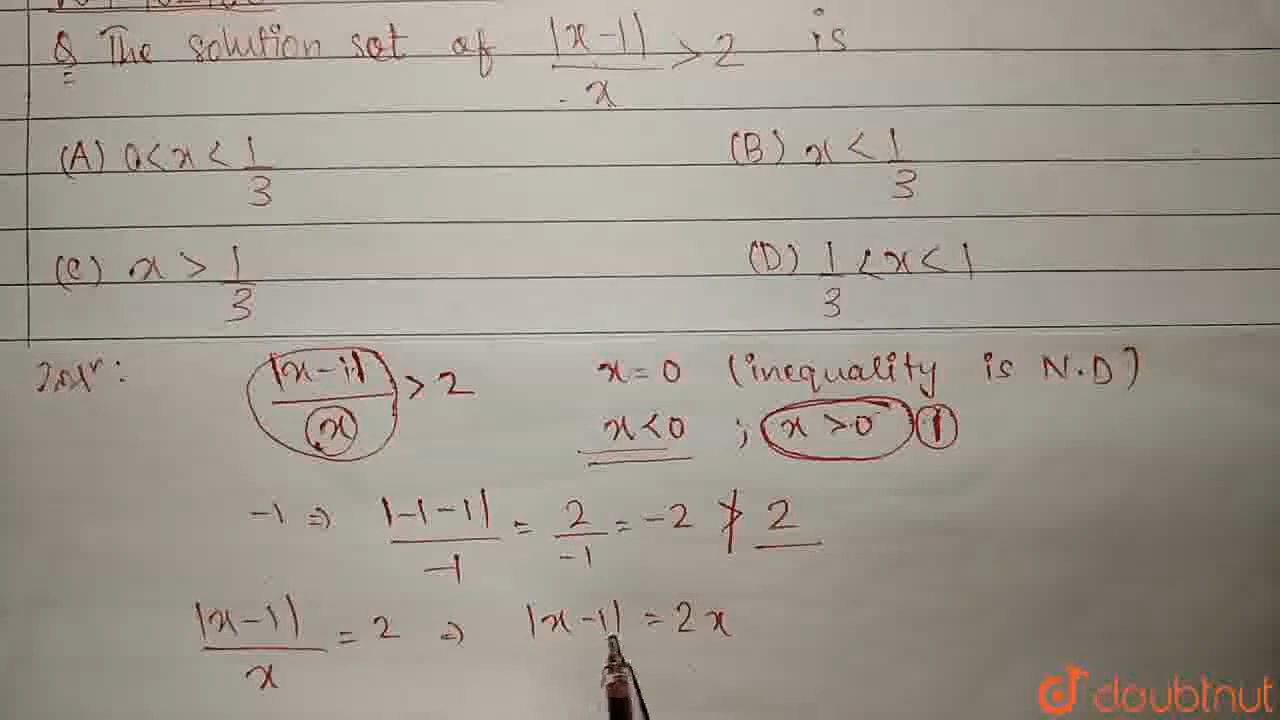 Q The solution set of |x-1|/x > 2 is
(A) 0<x<1/3 (B) x<1/3
(C) x>1/3 (D) 1/3<x<1
|x-1|/x > 2 x=0 (inequality is N.D)
x<0 ; x>0 1
-1 ⇒ |-1-1|/-1 = 2/-1 = -2 ≯ 2
|x-1|/x = 2 ⇒ |x-1| = 2x
doubtnut